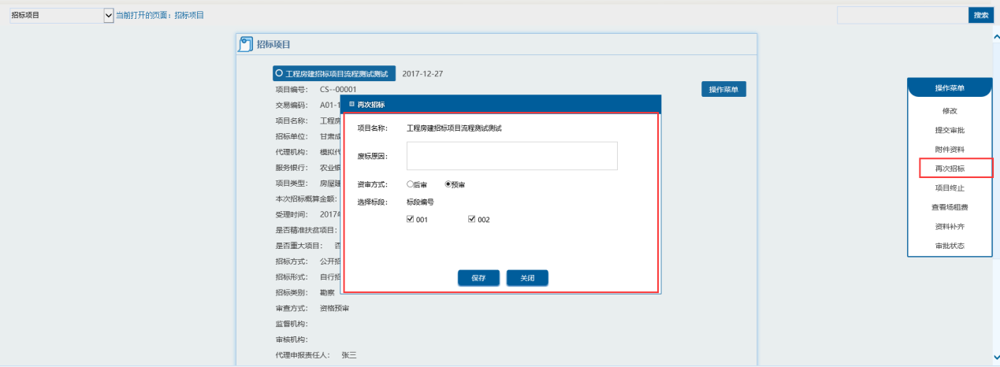 招标项目 当前打开的页面：招标项目 搜索
招标项目
工程房建招标项目流程测试测试 2017-12-27
项目编号： CS--00001 操作菜单
交易编码： A01-1
项目名称： 工程房
招标单位： 甘肃成
代理机构： 模拟代
服务银行： 农业银
项目类型： 房屋建
本次招标概算金额：
受理时间： 2017年
是否精准扶贫项目：
是否重大项目： 否
招标方式： 公开招
招标形式： 自行招
招标类别： 勘察
审查方式： 资格预审
监督机构：
审核机构：
代理申报责任人： 张三
再次招标
项目名称： 工程房建招标项目流程测试测试
废标原因：
资审方式： 后审 预审
选择标段： 标段编号
001 002
保存 关闭
操作菜单
修改
提交审批
附件资料
再次招标
项目终止
查看场租费
资料补齐
审批状态